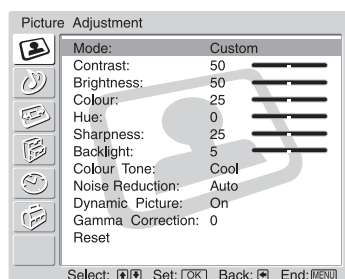 Picture Adjustment
Mode: Custom
Contrast: 50
Brightness: 50
Colour: 25
Hue: 0
Sharpness: 25
Backlight: 5
Colour Tone: Cool
Noise Reduction: Auto
Dynamic Picture: On
Gamma Correction: 0
Reset
Select: Set: OK Back: End: MENU